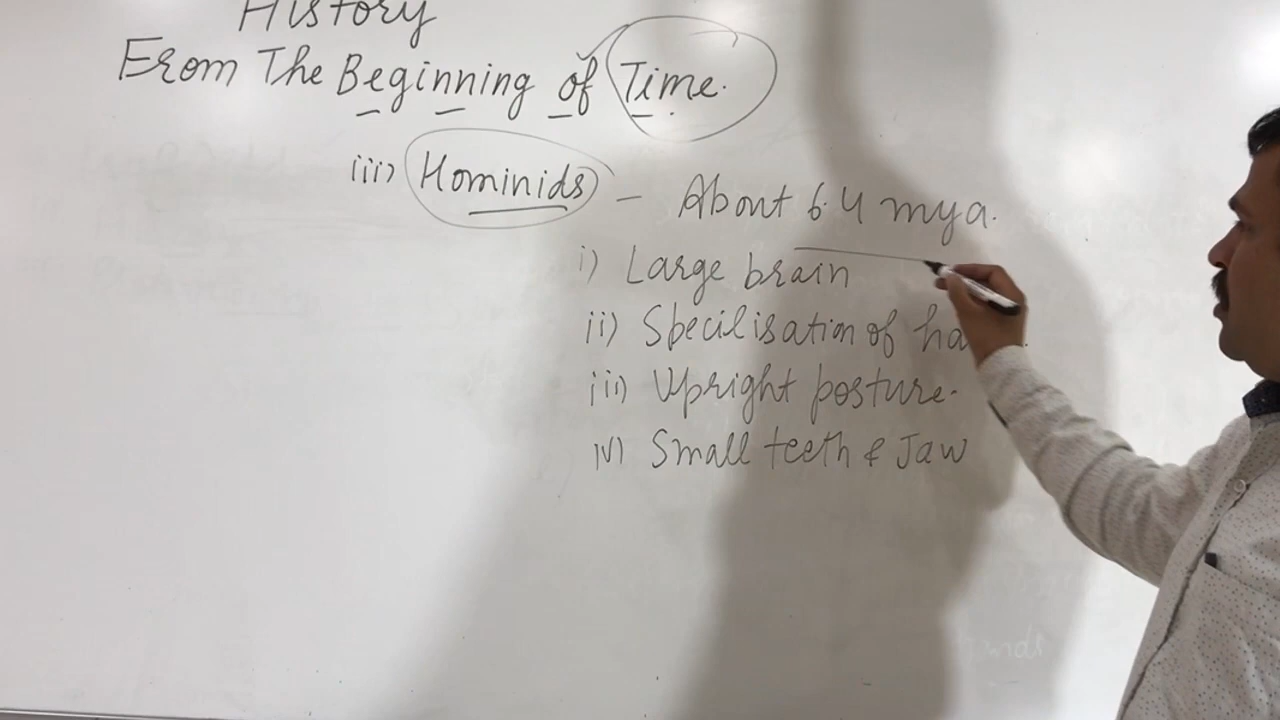 History
From The Beginning of Time.
iii) Hominids - About 6.4 mya.
i) Large brain
ii) Specilisation of
iii) Upright posture.
iv) Small teeth & Jaw